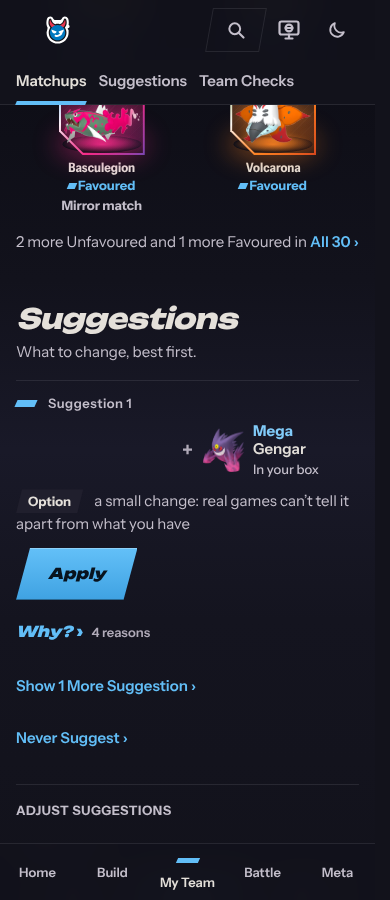 Matchups Suggestions Team Checks
Basculegion Volcarona
Favoured Favoured
Mirror match
2 more Unfavoured and 1 more Favoured in All 30 ›
Suggestions
What to change, best first.
Suggestion 1
+ Mega
Gengar
In your box
Option a small change: real games can't tell it
apart from what you have
Apply
Why? › 4 reasons
Show 1 More Suggestion ›
Never Suggest ›
ADJUST SUGGESTIONS
Home Build My Team Battle Meta